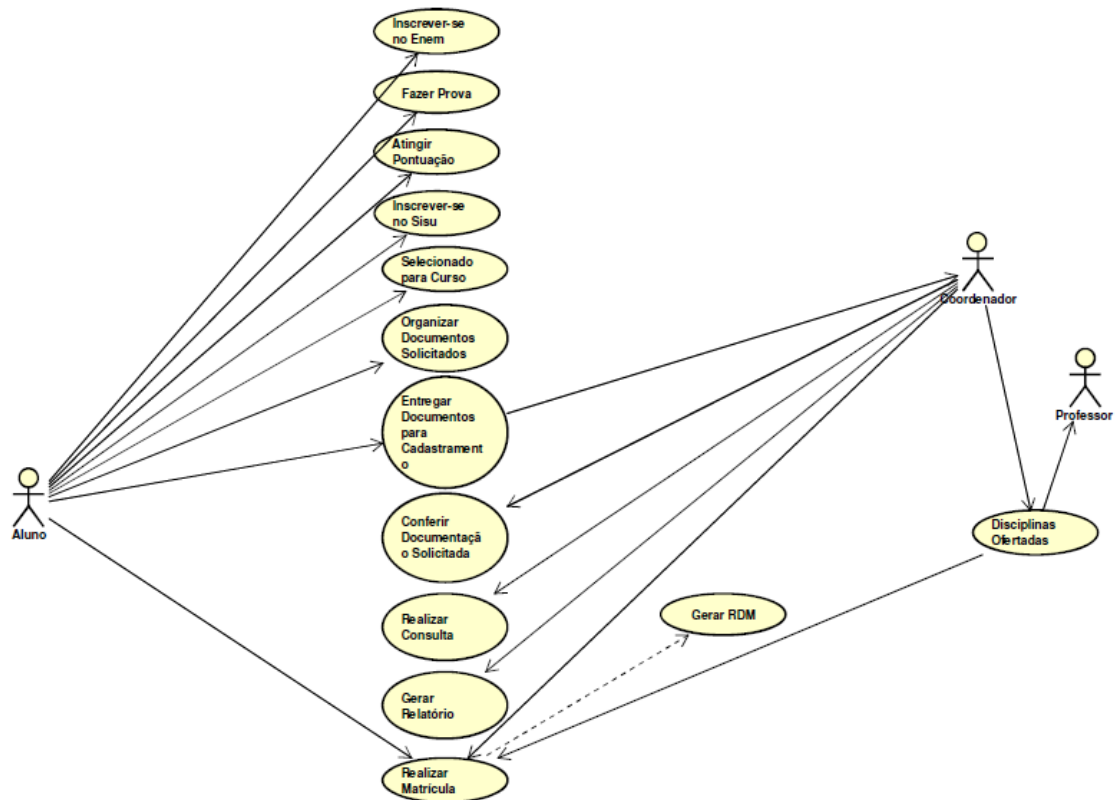 Inscrever-se
no Enem
Fazer Prova
Atingir
Pontuação
Inscrever-se
no Sisu
Selecionado
para Curso
Organizar
Documentos
Solicitados
Entregar
Documentos
para
Cadastrament
o
Conferir
Documentaçã
o Solicitada
Realizar
Consulta
Gerar
Relatório
Realizar
Matrícula
Aluno
Gerar RDM
Coordenador
Professor
Disciplinas
Ofertadas